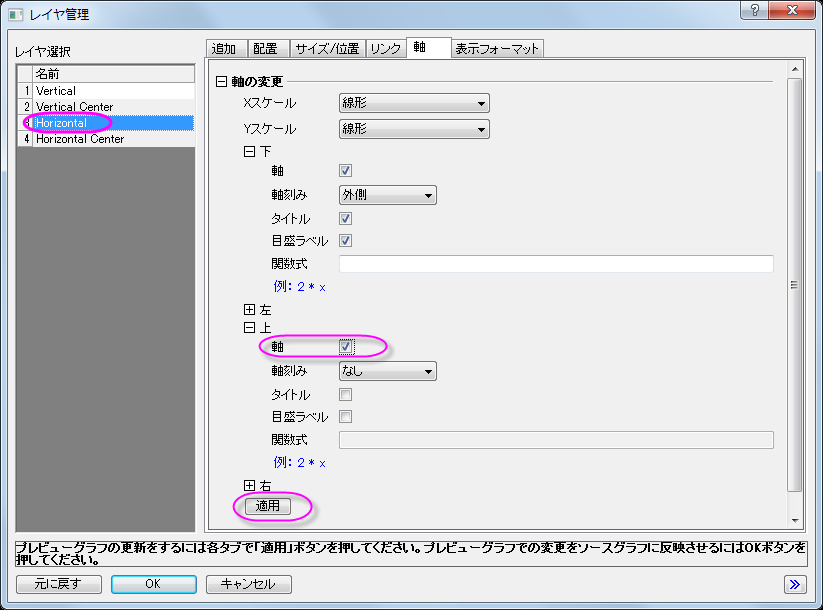 レイヤ管理
レイヤ選択
名前
1 Vertical
2 Vertical Center
3 Horizontal
4 Horizontal Center
追加 配置 サイズ/位置 リンク 軸 表示フォーマット
軸の変更
Xスケール 線形
Yスケール 線形
下
軸
軸刻み 外側
タイトル
目盛ラベル
関数式
例: 2 * x
左
上
軸
軸刻み なし
タイトル
目盛ラベル
関数式
例: 2 * x
右
適用
プレビューグラフの更新をするには各タブで「適用」ボタンを押してください。プレビューグラフでの変更をソースグラフに反映させるにはOKボタンを
押してください。
元に戻す OK キャンセル